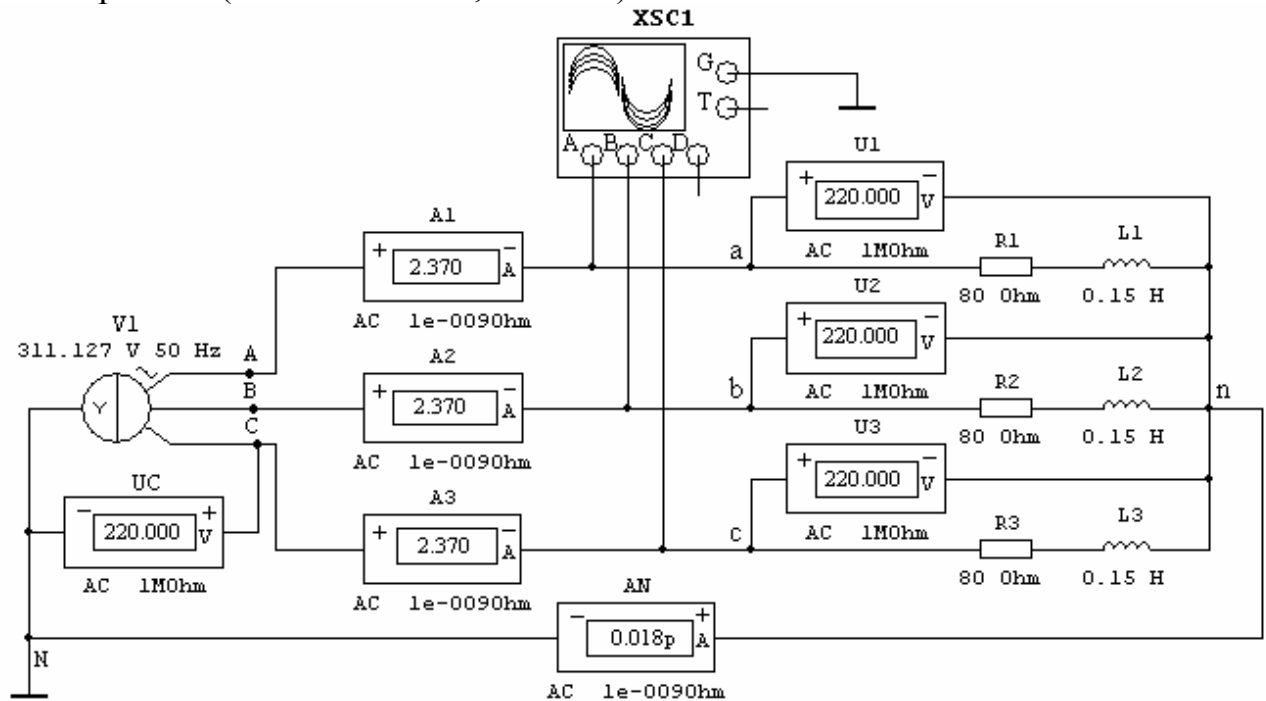 XSC1
G
T
A B C D
U1
+ 220.000 − V
AC 1MOhm
A1
+ 2.370 − A
AC 1e-009Ohm
a
R1
80 Ohm
L1
0.15 H
V1
311.127 V 50 Hz
Y
A
B
C
U2
+ 220.000 − V
AC 1MOhm
A2
+ 2.370 − A
AC 1e-009Ohm
b
R2
80 Ohm
L2
0.15 H
n
UC
− 220.000 + V
AC 1MOhm
U3
+ 220.000 − V
AC 1MOhm
A3
+ 2.370 − A
AC 1e-009Ohm
c
R3
80 Ohm
L3
0.15 H
AN
− 0.018p + A
AC 1e-009Ohm
N